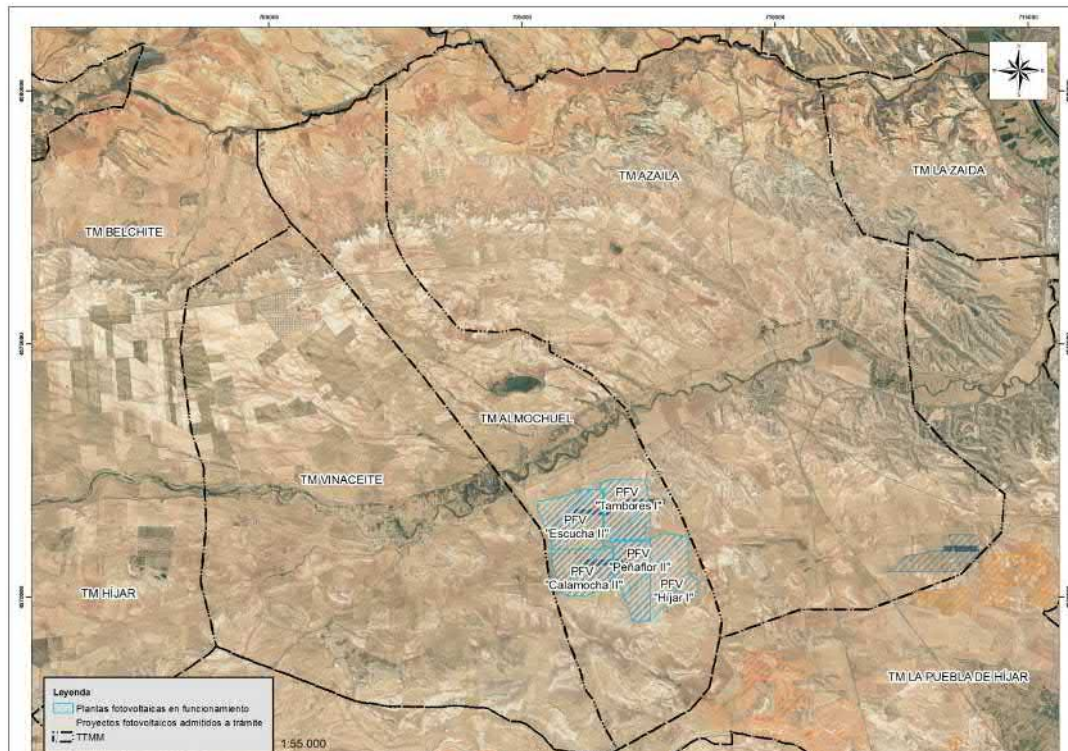 TM AZAILA
TM LA ZAIDA
TM BELCHITE
TM ALMOCHUEL
TM VINACEITE
PFV
"Tambores I"
PFV
"Escucha II"
PFV
"Peñaflor II"
PFV
"Calamocha II"
PFV
"Híjar I"
TM HÍJAR
TM LA PUEBLA DE HÍJAR
Leyenda
Plantas fotovoltaicas en funcionamiento
Proyectos fotovoltaicos admitidos a trámite
TTMM
1:55.000